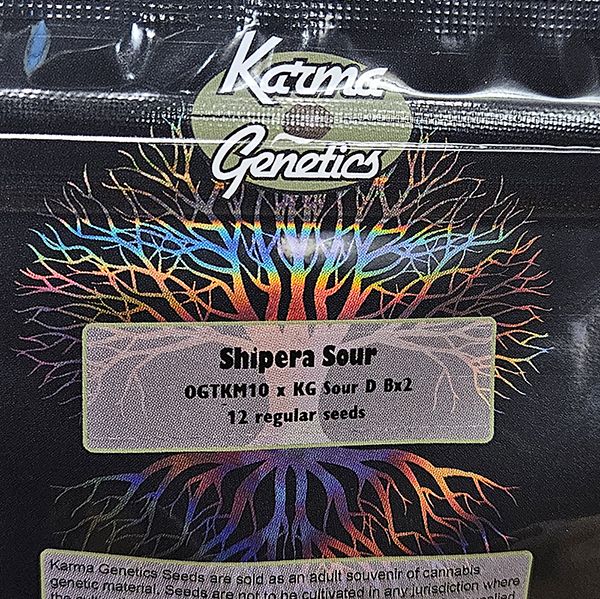 Karma
Genetics
Shipera Sour
OGTKM10 x KG Sour D Bx2
12 regular seeds
Karma Genetics Seeds are sold as an adult souvenir of cannabis
genetic material. Seeds are not to be cultivated in any jurisdiction where